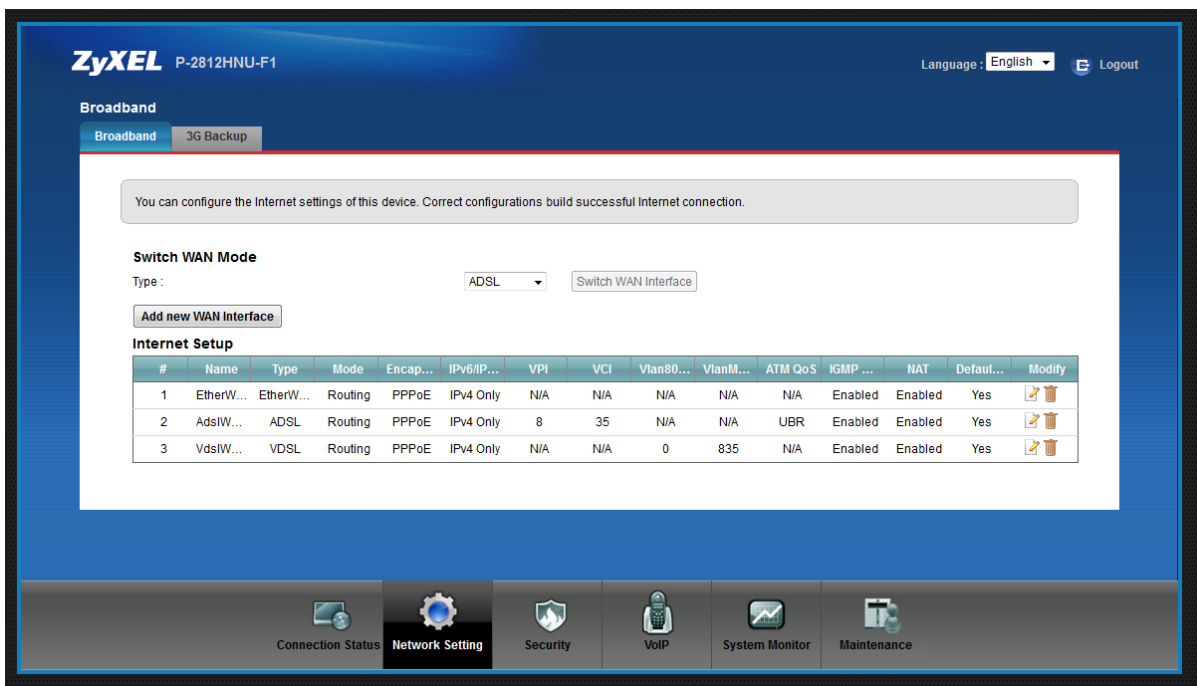 ZyXEL P-2812HNU-F1
Language : English
Logout
Broadband
Broadband 3G Backup
You can configure the Internet settings of this device. Correct configurations build successful Internet connection.
Switch WAN Mode
Type : ADSL Switch WAN Interface
Add new WAN Interface
Internet Setup
# Name Type Mode Encap... IPv6/IP... VPI VCI Vlan80... VlanM... ATM QoS IGMP ... NAT Defaul... Modify
1 EtherW... EtherW... Routing PPPoE IPv4 Only N/A N/A N/A N/A N/A Enabled Enabled Yes
2 AdslW... ADSL Routing PPPoE IPv4 Only 8 35 N/A N/A UBR Enabled Enabled Yes
3 VdslW... VDSL Routing PPPoE IPv4 Only N/A N/A 0 835 N/A Enabled Enabled Yes
Connection Status Network Setting Security VoIP System Monitor Maintenance